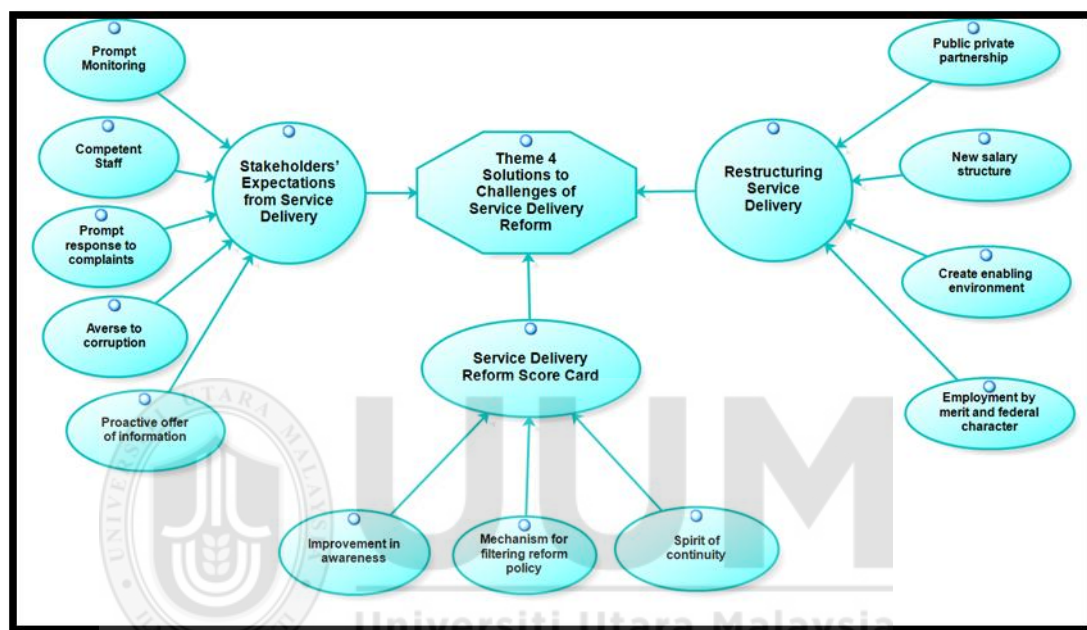 Prompt
Monitoring
Competent
Staff
Prompt
response to
complaints
Averse to
corruption
Proactive offer
of information
Stakeholders'
Expectations
from Service
Delivery
Theme 4
Solutions to
Challenges of
Service Delivery
Reform
Restructuring
Service
Delivery
Public private
partnership
New salary
structure
Create enabling
environment
Employment by
merit and federal
character
Service Delivery
Reform Score Card
Improvement in
awareness
Mechanism for
filtering reform
policy
Spirit of
continuity
UUM
Universiti Utara Malaysia